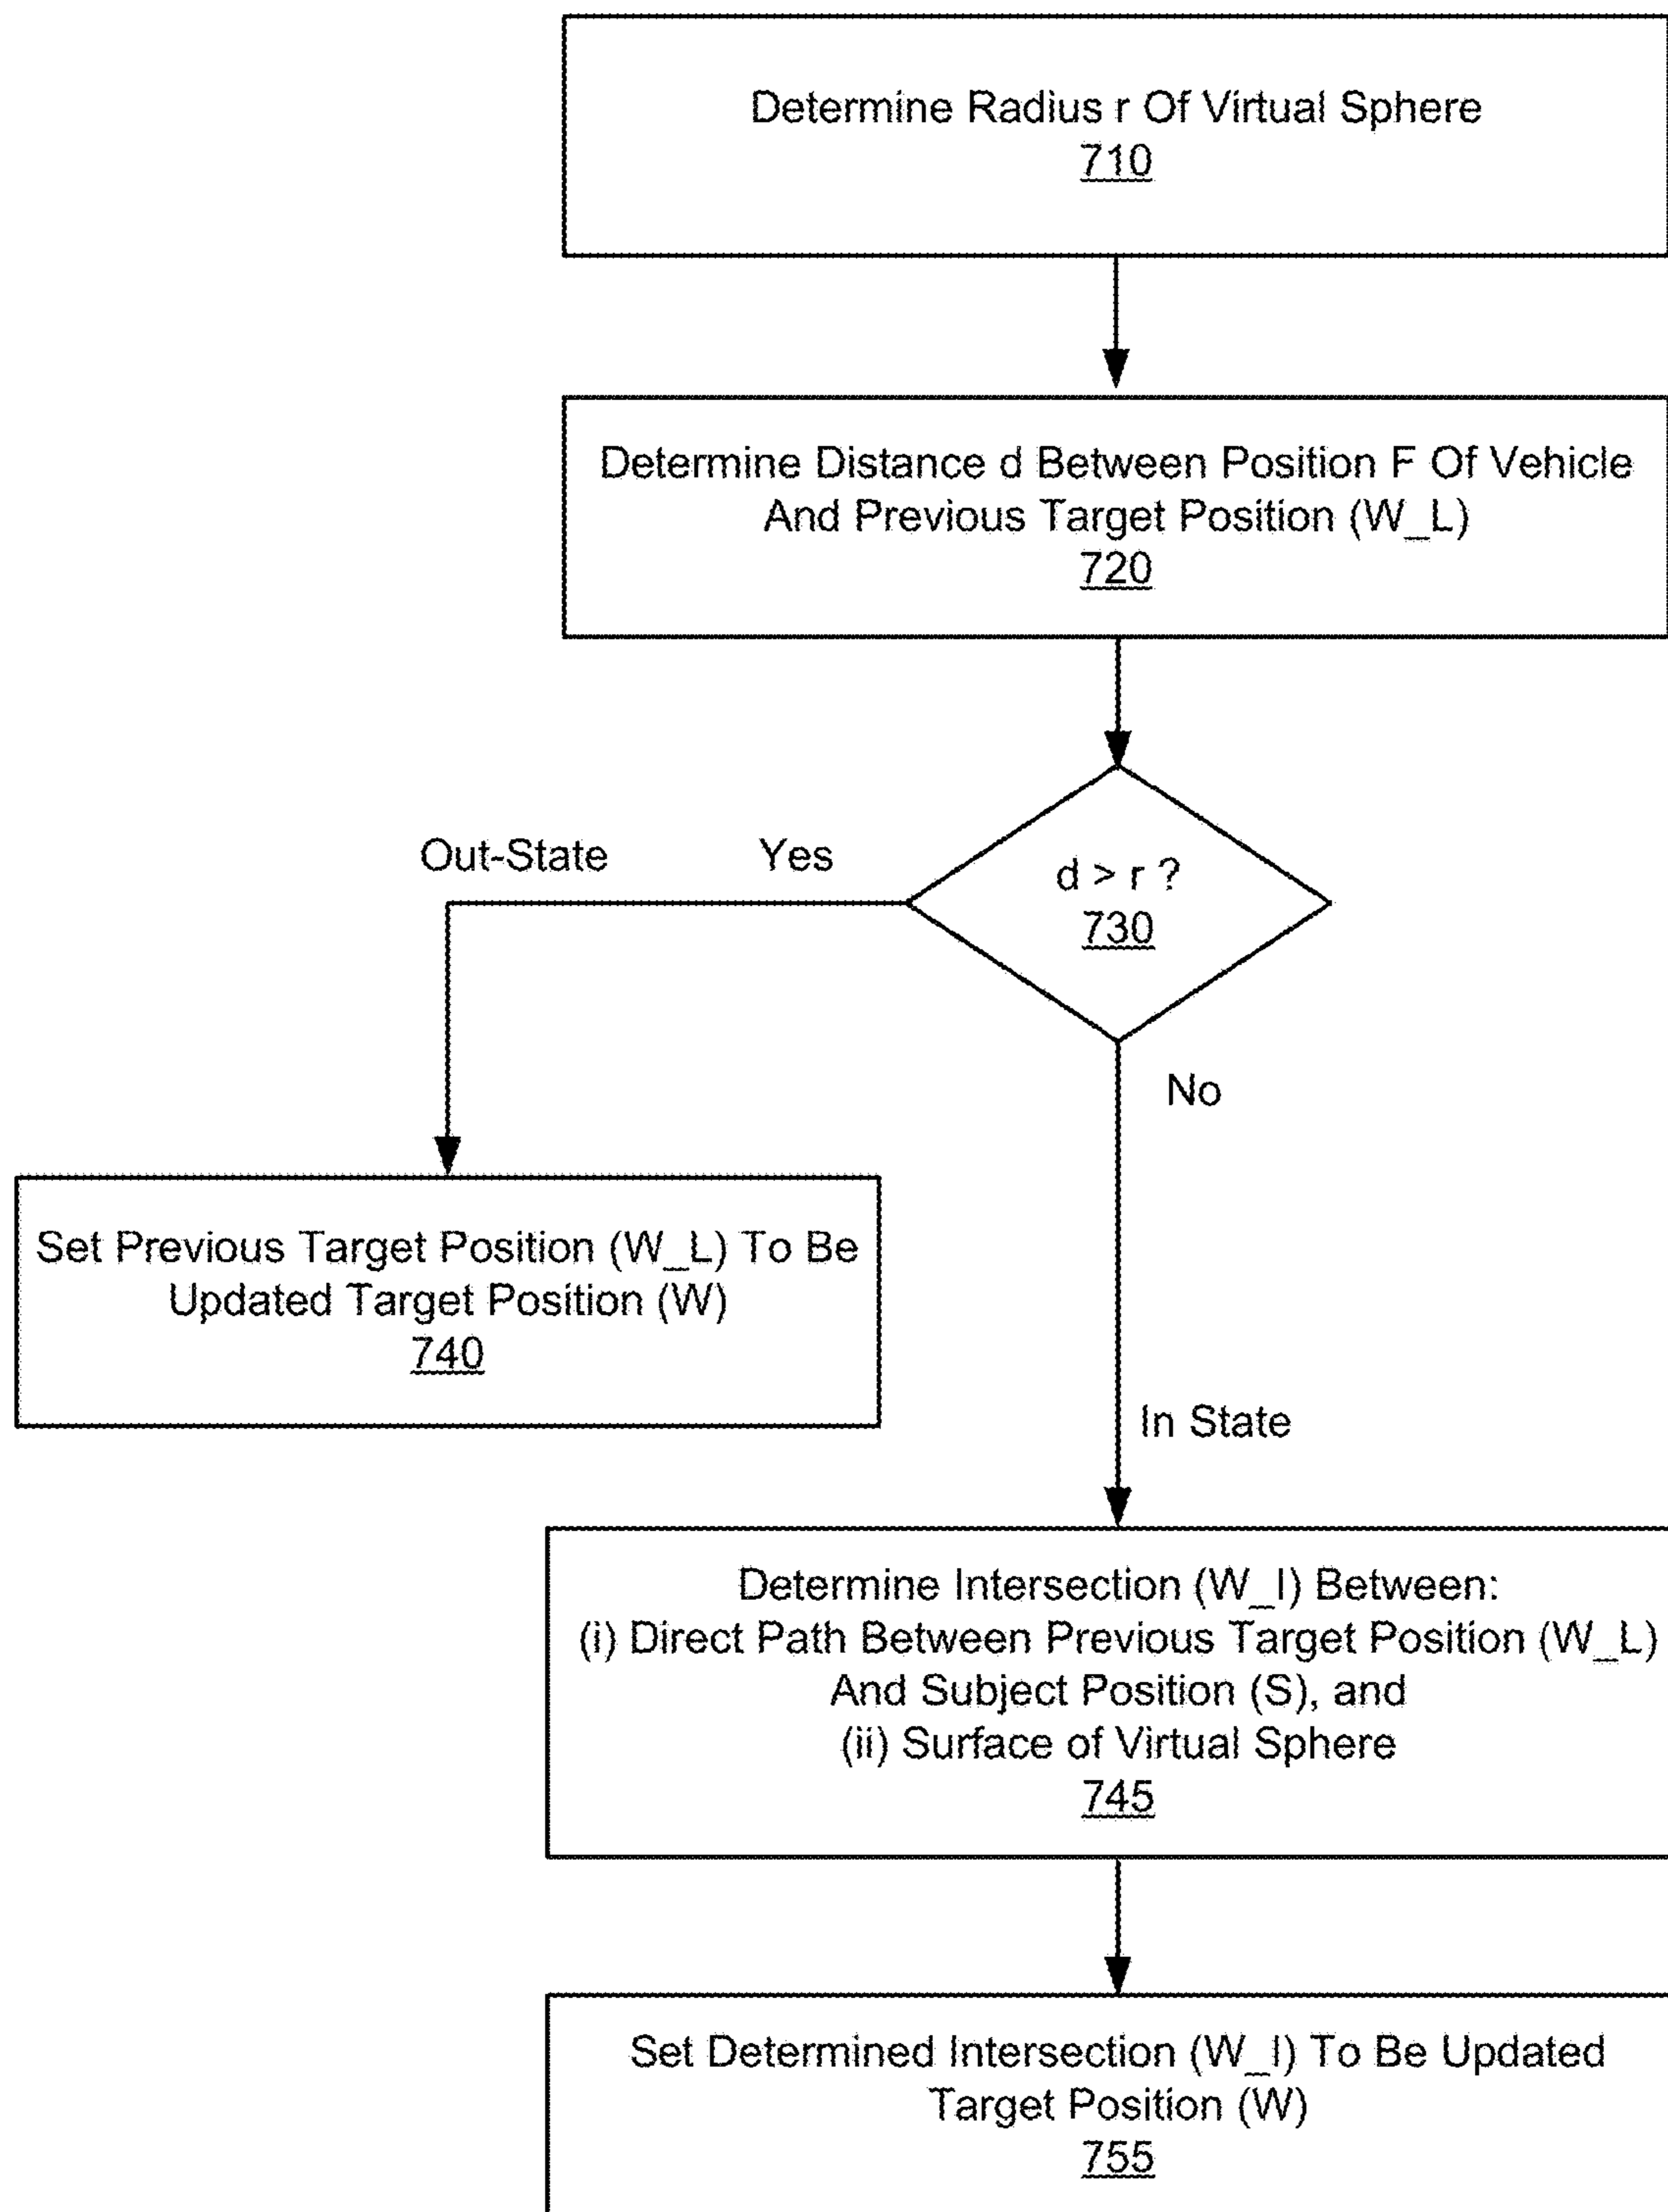 Determine Radius r Of Virtual Sphere
710
Determine Distance d Between Position F Of Vehicle
And Previous Target Position (W_L)
720
Out-State
Yes
d > r ?
730
No
Set Previous Target Position (W_L) To Be
Updated Target Position (W)
740
In State
Determine Intersection (W_I) Between:
(i) Direct Path Between Previous Target Position (W_L)
And Subject Position (S), and
(ii) Surface of Virtual Sphere
745
Set Determined Intersection (W_I) To Be Updated
Target Position (W)
755